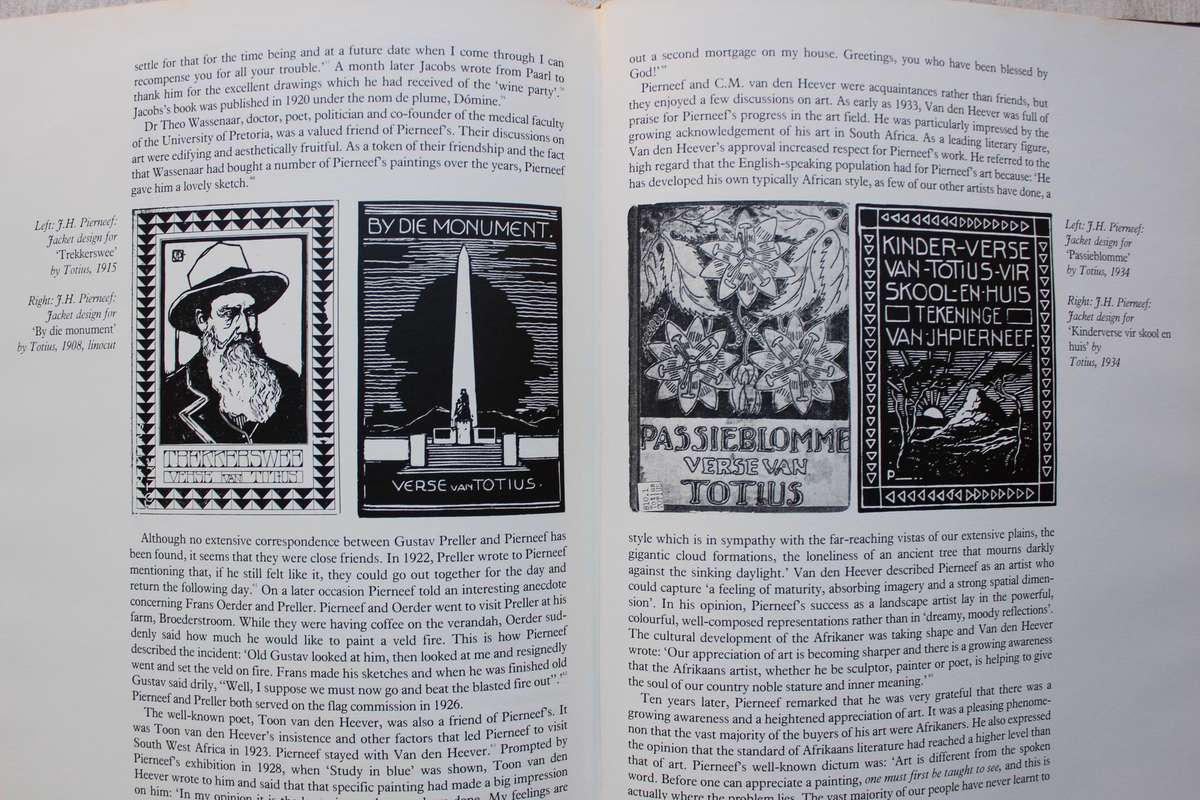 settle for that for the time being and at a future date when I come through I can
recompense you for all your trouble.' A month later Jacobs wrote from Paarl to
thank him for the excellent drawings which he had received of the 'wine party'.
Jacobs's book was published in 1920 under the nom de plume, Dómine.
Dr Theo Wassenaar, doctor, poet, politician and co-founder of the medical faculty
of the University of Pretoria, was a valued friend of Pierneef's. Their discussions on
art were edifying and aesthetically fruitful. As a token of their friendship and the fact
that Wassenaar had bought a number of Pierneef's paintings over the years, Pierneef
gave him a lovely sketch.
Left: J.H. Pierneef:
Jacket design for
'Trekkerswee'
by Totius, 1915
Right: J.H. Pierneef:
Jacket design for
'By die monument'
by Totius, 1908, linocut
TREKKERSWEE
VERSE VAN TOTIUS
BY DIE MONUMENT.
VERSE VAN TOTIUS.
Although no extensive correspondence between Gustav Preller and Pierneef has
been found, it seems that they were close friends. In 1922, Preller wrote to Pierneef
mentioning that, if he still felt like it, they could go out together for the day and
return the following day. On a later occasion Pierneef told an interesting anecdote
concerning Frans Oerder and Preller. Pierneef and Oerder went to visit Preller at his
farm, Broederstroom. While they were having coffee on the verandah, Oerder sud-
denly said how much he would like to paint a veld fire. This is how Pierneef
described the incident: 'Old Gustav looked at him, then looked at me and resignedly
went and set the veld on fire. Frans made his sketches and when he was finished old
Gustav said drily, "Well, I suppose we must now go and beat the blasted fire out".'
Pierneef and Preller both served on the flag commission in 1926.
The well-known poet, Toon van den Heever, was also a friend of Pierneef's. It
was Toon van den Heever's insistence and other factors that led Pierneef to visit
South West Africa in 1923. Pierneef stayed with Van den Heever. Prompted by
Pierneef's exhibition in 1928, when 'Study in blue' was shown, Toon van den
Heever wrote to him and said that that specific painting had made a big impression
on him: 'In my opinion it is the best done. My feelings are
out a second mortgage on my house. Greetings, you who have been blessed by
God!'
Pierneef and C.M. van den Heever were acquaintances rather than friends, but
they enjoyed a few discussions on art. As early as 1933, Van den Heever was full of
praise for Pierneef's progress in the art field. He was particularly impressed by the
growing acknowledgement of his art in South Africa. As a leading literary figure,
Van den Heever's approval increased respect for Pierneef's work. He referred to the
high regard that the English-speaking population had for Pierneef's art because: 'He
has developed his own typically African style, as few of our other artists have done, a
PASSIEBLOMME
VERSE VAN
TOTIUS
KINDER-VERSE
VAN-TOTIUS-VIR
SKOOL-EN-HUIS
TEKENINGE
VAN-JHPIERNEEF.
P
Left: J.H. Pierneef:
Jacket design for
'Passieblomme'
by Totius, 1934
Right: J.H. Pierneef:
Jacket design for
'Kinderverse vir skool en
huis' by
Totius, 1934
style which is in sympathy with the far-reaching vistas of our extensive plains, the
gigantic cloud formations, the loneliness of an ancient tree that mourns darkly
against the sinking daylight.' Van den Heever described Pierneef as an artist who
could capture 'a feeling of maturity, absorbing imagery and a strong spatial dimen-
sion'. In his opinion, Pierneef's success as a landscape artist lay in the powerful,
colourful, well-composed representations rather than in 'dreamy, moody reflections'.
The cultural development of the Afrikaner was taking shape and Van den Heever
wrote: 'Our appreciation of art is becoming sharper and there is a growing awareness
that the Afrikaans artist, whether he be sculptor, painter or poet, is helping to give
the soul of our country noble stature and inner meaning.'
Ten years later, Pierneef remarked that he was very grateful that there was a
growing awareness and a heightened appreciation of art. It was a pleasing phenome-
non that the vast majority of the buyers of his art were Afrikaners. He also expressed
the opinion that the standard of Afrikaans literature had reached a higher level than
that of art. Pierneef's well-known dictum was: 'Art is different from the spoken
word. Before one can appreciate a painting, one must first be taught to see, and this is
actually where the problem lies. The vast majority of our people have never learnt to